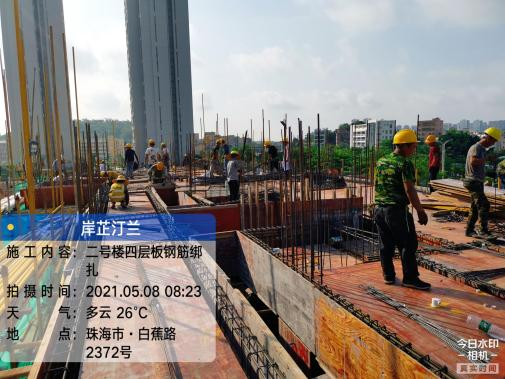 岸芷汀兰
施工内容：二号楼四层板钢筋绑
扎
拍摄时间：2021.05.08 08:23
天气：多云 26°C
地点：珠海市·白蕉路
2372号
今日水印
相机
真实时间